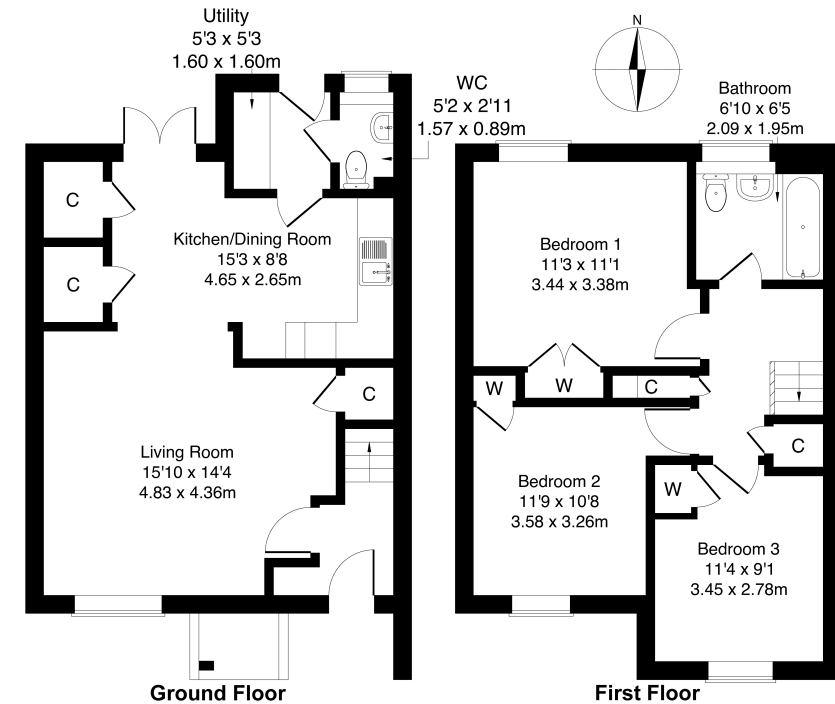 Utility
5'3 x 5'3
1.60 x 1.60m
N
WC
5'2 x 2'11
1.57 x 0.89m
Bathroom
6'10 x 6'5
2.09 x 1.95m
C
C
Kitchen/Dining Room
15'3 x 8'8
4.65 x 2.65m
C
Living Room
15'10 x 14'4
4.83 x 4.36m
Bedroom 1
11'3 x 11'1
3.44 x 3.38m
W
W
C
C
Bedroom 2
11'9 x 10'8
3.58 x 3.26m
W
Bedroom 3
11'4 x 9'1
3.45 x 2.78m
Ground Floor
First Floor